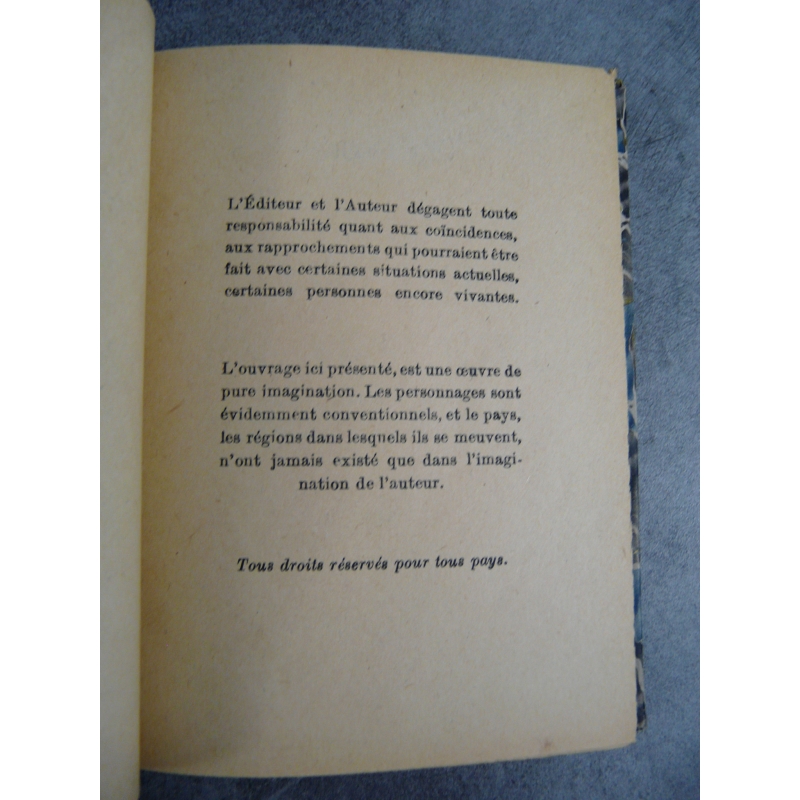 L'Éditeur et l'Auteur dégagent toute
responsabilité quant aux coïncidences,
aux rapprochements qui pourraient être
fait avec certaines situations actuelles,
certaines personnes encore vivantes.
L'ouvrage ici présenté, est une œuvre de
pure imagination. Les personnages sont
évidemment conventionnels, et le pays,
les régions dans lesquels ils se meuvent,
n'ont jamais existé que dans l'imagi-
nation de l'auteur.
Tous droits réservés pour tous pays.